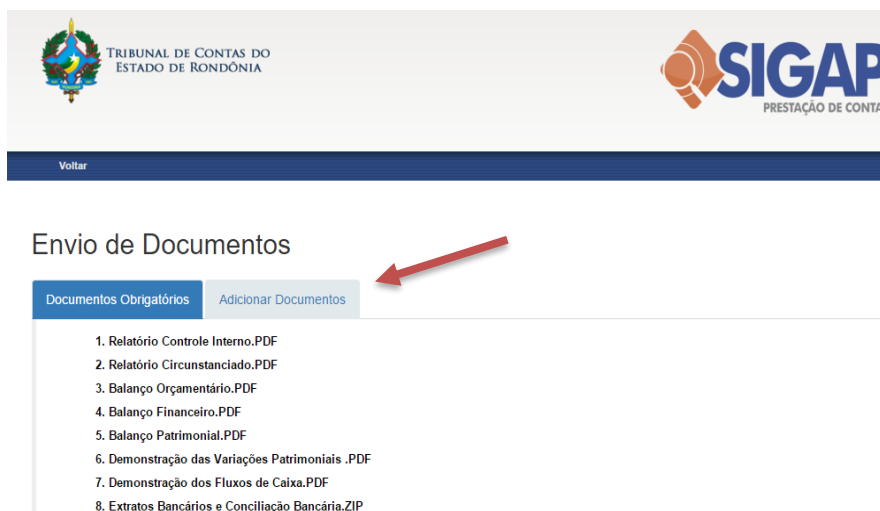 TRIBUNAL DE CONTAS DO
ESTADO DE RONDÔNIA
SIGAP
PRESTAÇÃO DE CONTA
Voltar
Envio de Documentos
Documentos Obrigatórios
Adicionar Documentos
1. Relatório Controle Interno.PDF
2. Relatório Circunstanciado.PDF
3. Balanço Orçamentário.PDF
4. Balanço Financeiro.PDF
5. Balanço Patrimonial.PDF
6. Demonstração das Variações Patrimoniais .PDF
7. Demonstração dos Fluxos de Caixa.PDF
8. Extratos Bancários e Conciliação Bancária.ZIP